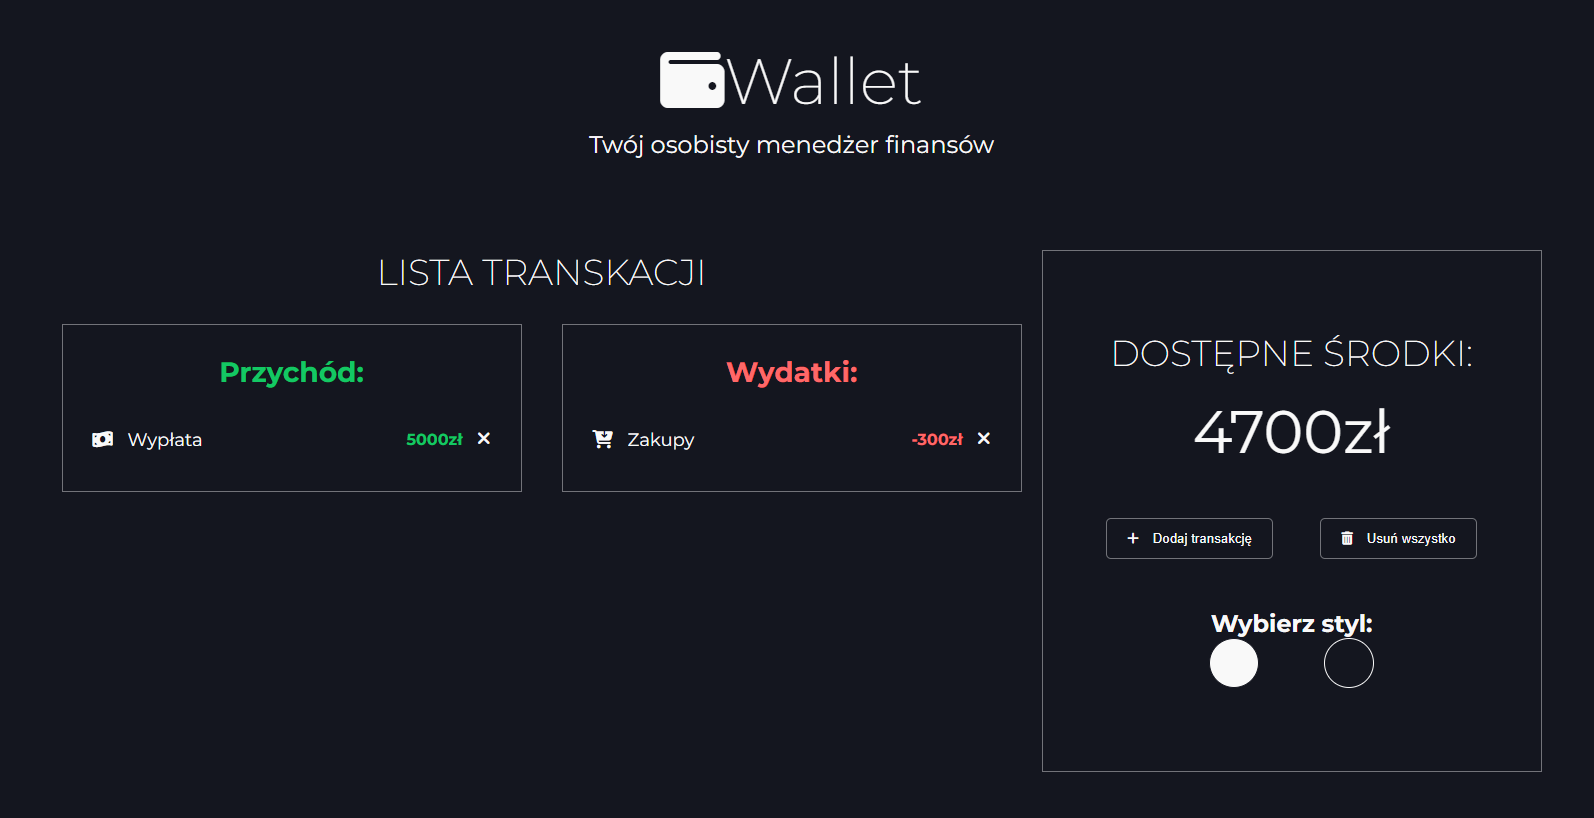 Wallet
Twój osobisty menedżer finansów
LISTA TRANSKACJI
Przychód:
Wypłata 5000zł
Wydatki:
Zakupy -300zł
DOSTĘPNE ŚRODKI:
4700zł
Dodaj transakcję
Usuń wszystko
Wybierz styl: